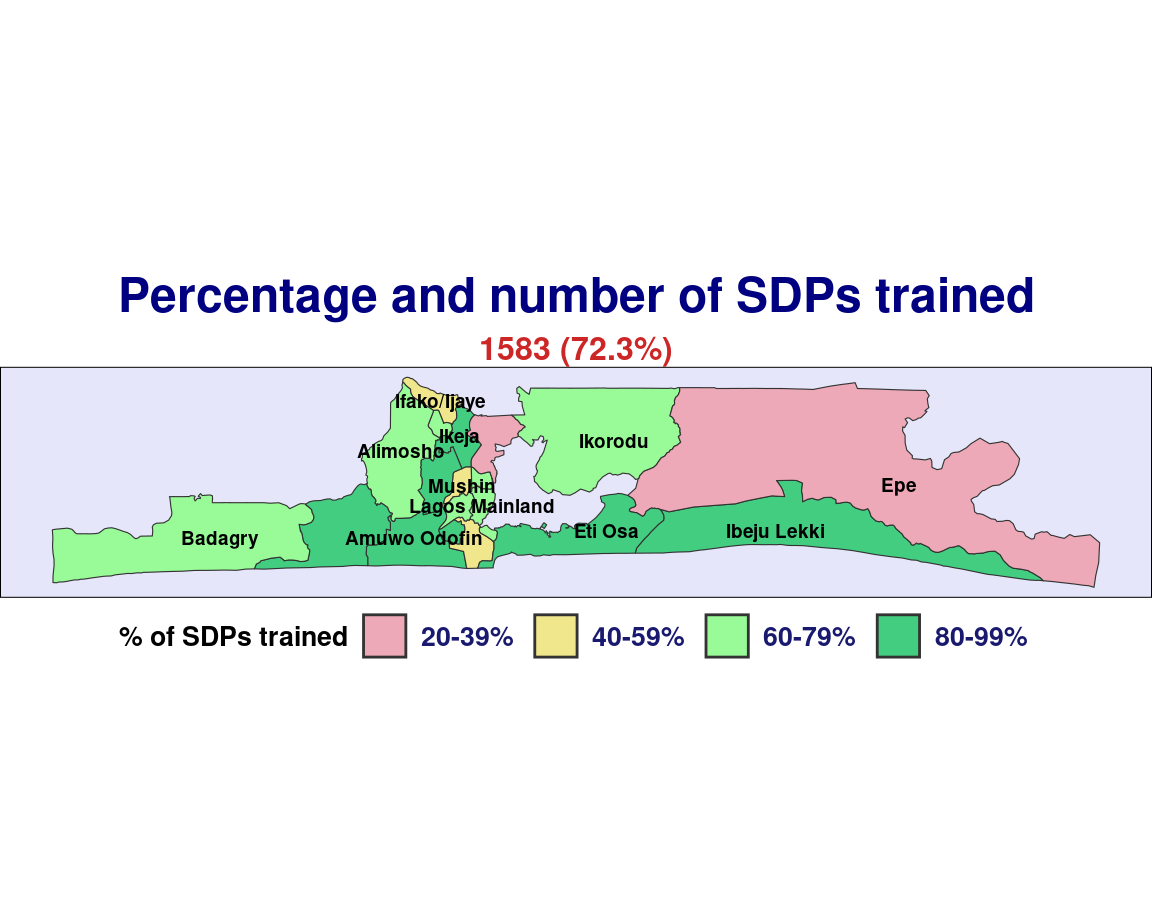 Percentage and number of SDPs trained
1583 (72.3%)
Ifako/Ijaye
Ikeja
Ikorodu
Alimosho
Mushin
Epe
Lagos Mainland
Badagry
Amuwo Odofin
Eti Osa
Ibeju Lekki
% of SDPs trained 20-39% 40-59% 60-79% 80-99%